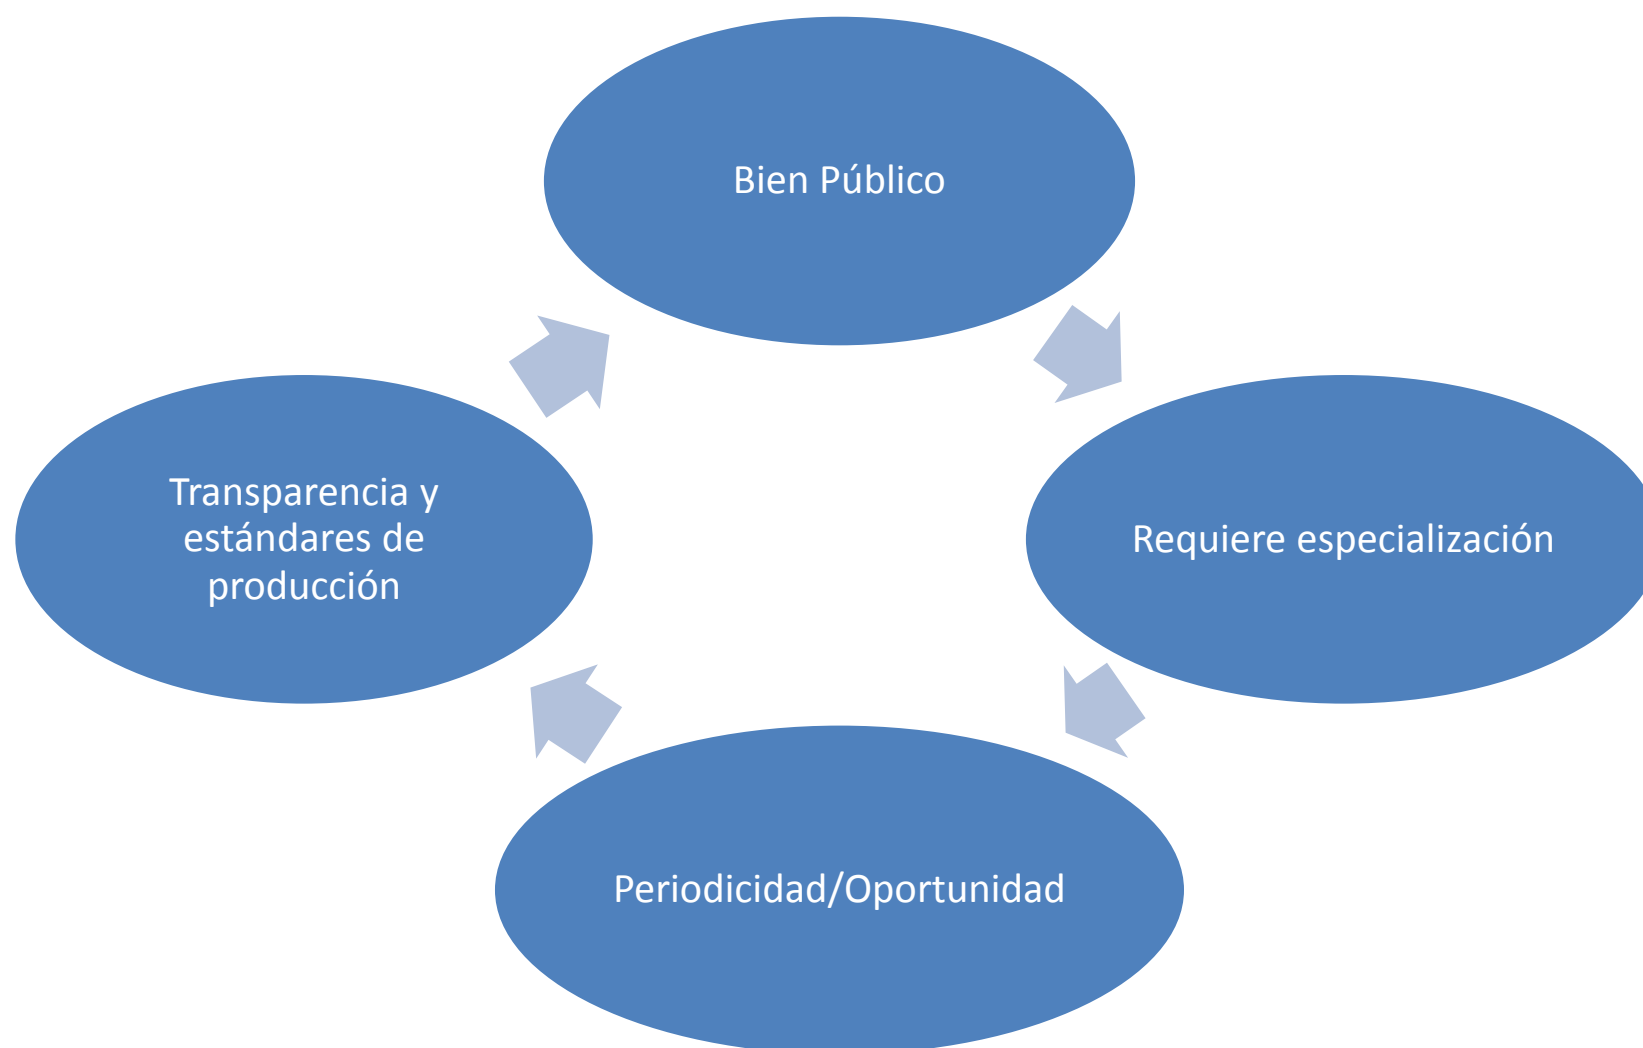 Bien Público
Transparencia y
estándares de
producción
Requiere especialización
Periodicidad/Oportunidad